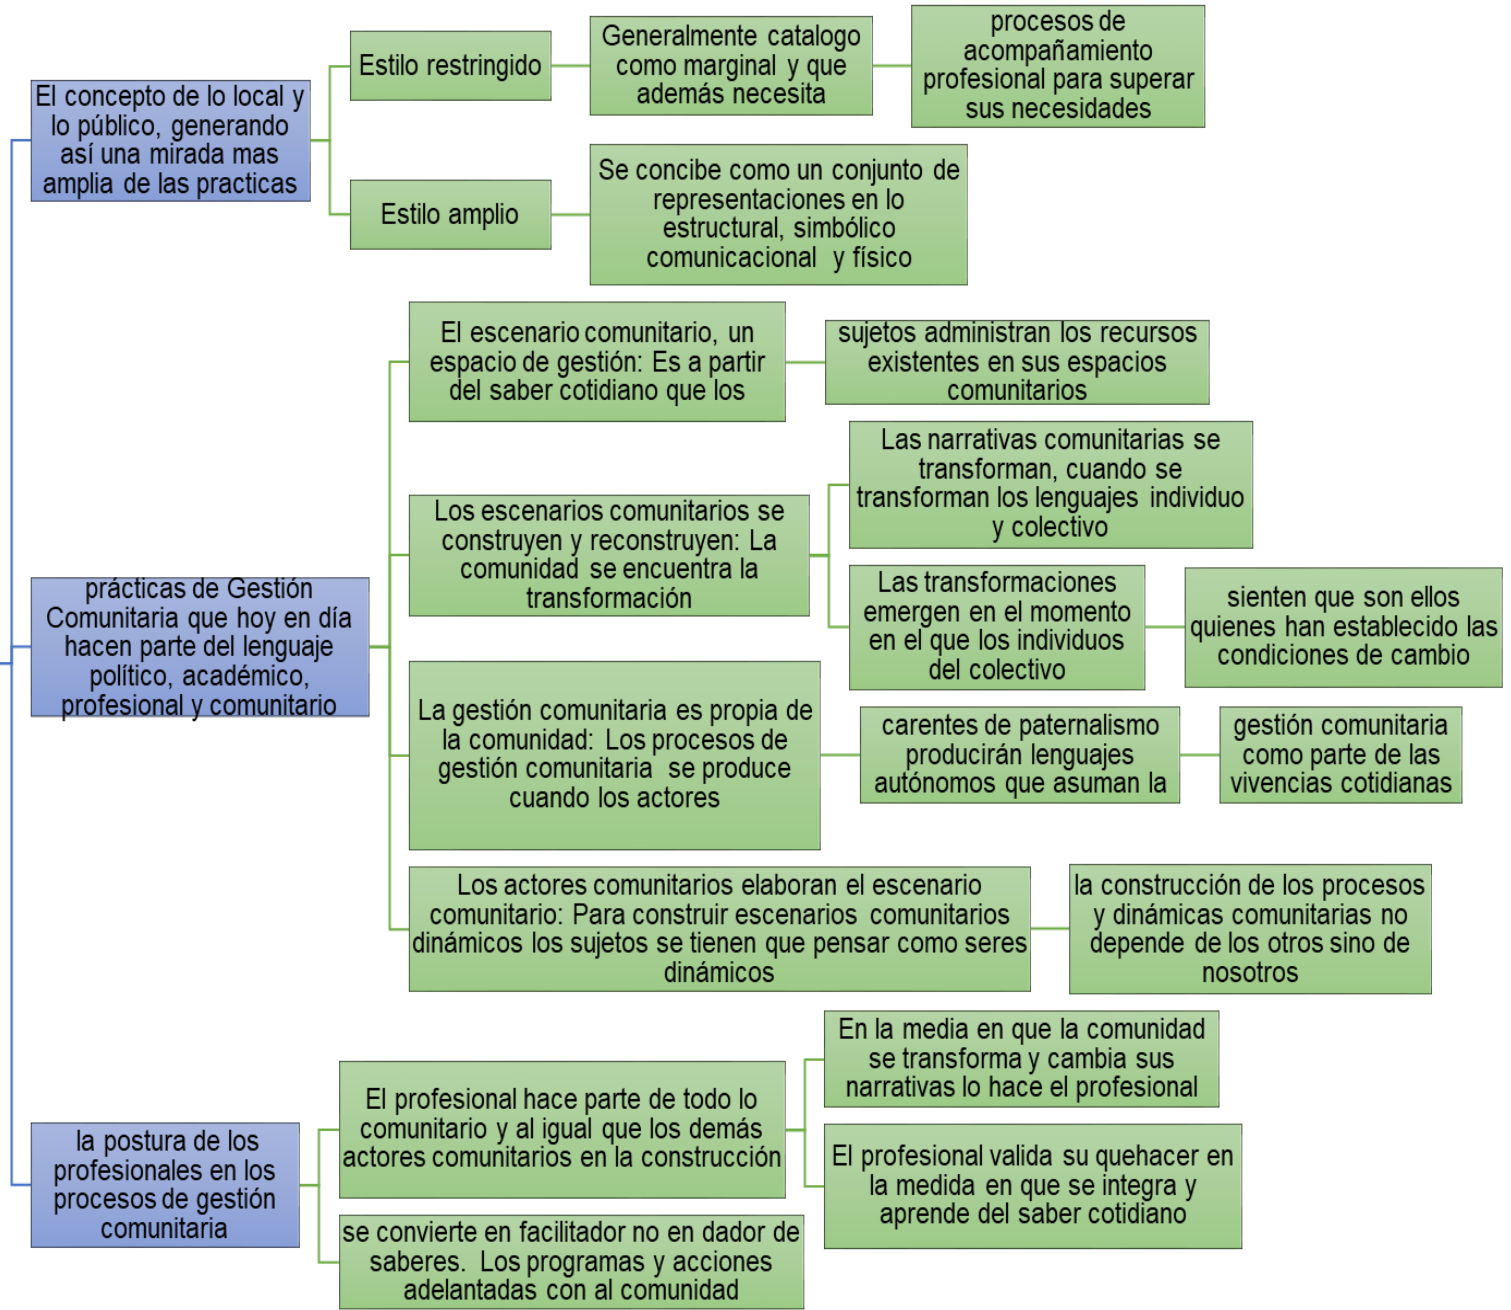 El concepto de lo local y
lo público, generando
así una mirada mas
amplia de las practicas
Estilo restringido
Generalmente catalogo
como marginal y que
además necesita
procesos de
acompañamiento
profesional para superar
sus necesidades
Estilo amplio
Se concibe como un conjunto de
representaciones en lo
estructural, simbólico
comunicacional y físico
prácticas de Gestión
Comunitaria que hoy en día
hacen parte del lenguaje
político, académico,
profesional y comunitario
El escenario comunitario, un
espacio de gestión: Es a partir
del saber cotidiano que los
sujetos administran los recursos
existentes en sus espacios
comunitarios
Los escenarios comunitarios se
construyen y reconstruyen: La
comunidad se encuentra la
transformación
Las narrativas comunitarias se
transforman, cuando se
transforman los lenguajes individuo
y colectivo
Las transformaciones
emergen en el momento
en el que los individuos
del colectivo
sienten que son ellos
quienes han establecido las
condiciones de cambio
La gestión comunitaria es propia de
la comunidad: Los procesos de
gestión comunitaria se produce
cuando los actores
carentes de paternalismo
producirán lenguajes
autónomos que asuman la
gestión comunitaria
como parte de las
vivencias cotidianas
Los actores comunitarios elaboran el escenario
comunitario: Para construir escenarios comunitarios
dinámicos los sujetos se tienen que pensar como seres
dinámicos
la construcción de los procesos
y dinámicas comunitarias no
depende de los otros sino de
nosotros
la postura de los
profesionales en los
procesos de gestión
comunitaria
El profesional hace parte de todo lo
comunitario y al igual que los demás
actores comunitarios en la construcción
En la media en que la comunidad
se transforma y cambia sus
narrativas lo hace el profesional
El profesional valida su quehacer en
la medida en que se integra y
aprende del saber cotidiano
se convierte en facilitador no en dador de
saberes. Los programas y acciones
adelantadas con al comunidad